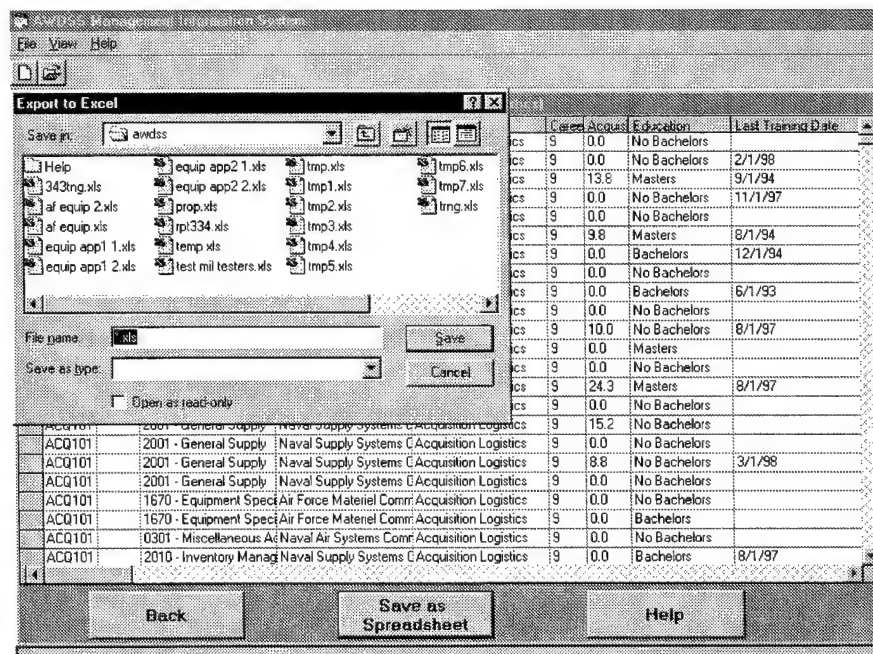 AWDSS Management Information System
File View Help
Export to Excel
Save in: awdss
Help
343tng.xls
af equip 2.xls
af equip.xls
equip app1 1.xls
equip app1 2.xls
equip app2 1.xls
equip app2 2.xls
prop.xls
rpt334.xls
temp.xls
test mil testers.xls
tmp.xls
tmp1.xls
tmp2.xls
tmp3.xls
tmp4.xls
tmp5.xls
tmp6.xls
tmp7.xls
trng.xls
File name: *.xls Save
Save as type: Cancel
Open as read-only
Caree Acquis Education Last Training Date
ics 9 0.0 No Bachelors
ics 9 0.0 No Bachelors 2/1/98
ics 9 13.8 Masters 9/1/94
ics 9 0.0 No Bachelors 11/1/97
ics 9 0.0 No Bachelors
ics 9 9.8 Masters 8/1/94
ics 9 0.0 Bachelors 12/1/94
ics 9 0.0 No Bachelors
ics 9 0.0 Bachelors 6/1/93
ics 9 0.0 No Bachelors
ics 9 10.0 No Bachelors 8/1/97
ics 9 0.0 Masters
ics 9 0.0 No Bachelors
ics 9 24.3 Masters 8/1/97
ics 9 0.0 No Bachelors
ACQ101 2001 - General Supply Naval Supply Systems C Acquisition Logistics 9 15.2 No Bachelors
ACQ101 2001 - General Supply Naval Supply Systems C Acquisition Logistics 9 0.0 No Bachelors
ACQ101 2001 - General Supply Naval Supply Systems C Acquisition Logistics 9 8.8 No Bachelors 3/1/98
ACQ101 2001 - General Supply Naval Supply Systems C Acquisition Logistics 9 0.0 No Bachelors
ACQ101 1670 - Equipment Speci Air Force Materiel Comm Acquisition Logistics 9 0.0 No Bachelors
ACQ101 1670 - Equipment Speci Air Force Materiel Comm Acquisition Logistics 9 0.0 Bachelors
ACQ101 0301 - Miscellaneous Ad Naval Air Systems Comm Acquisition Logistics 9 0.0 No Bachelors
ACQ101 2010 - Inventory Manag Naval Supply Systems C Acquisition Logistics 9 0.0 Bachelors 8/1/97
Back
Save as Spreadsheet
Help